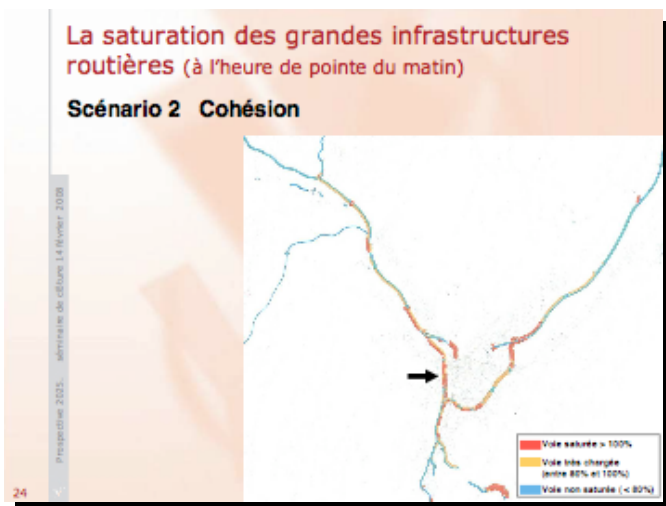 La saturation des grandes infrastructures
routières (à l'heure de pointe du matin)
Scénario 2 Cohésion
Prospective 2025. séminaire de clôture 14 février 2008
Voie saturée > 100%
Voie très chargée
(entre 80% et 100%)
Voie non saturée (< 80%)
24